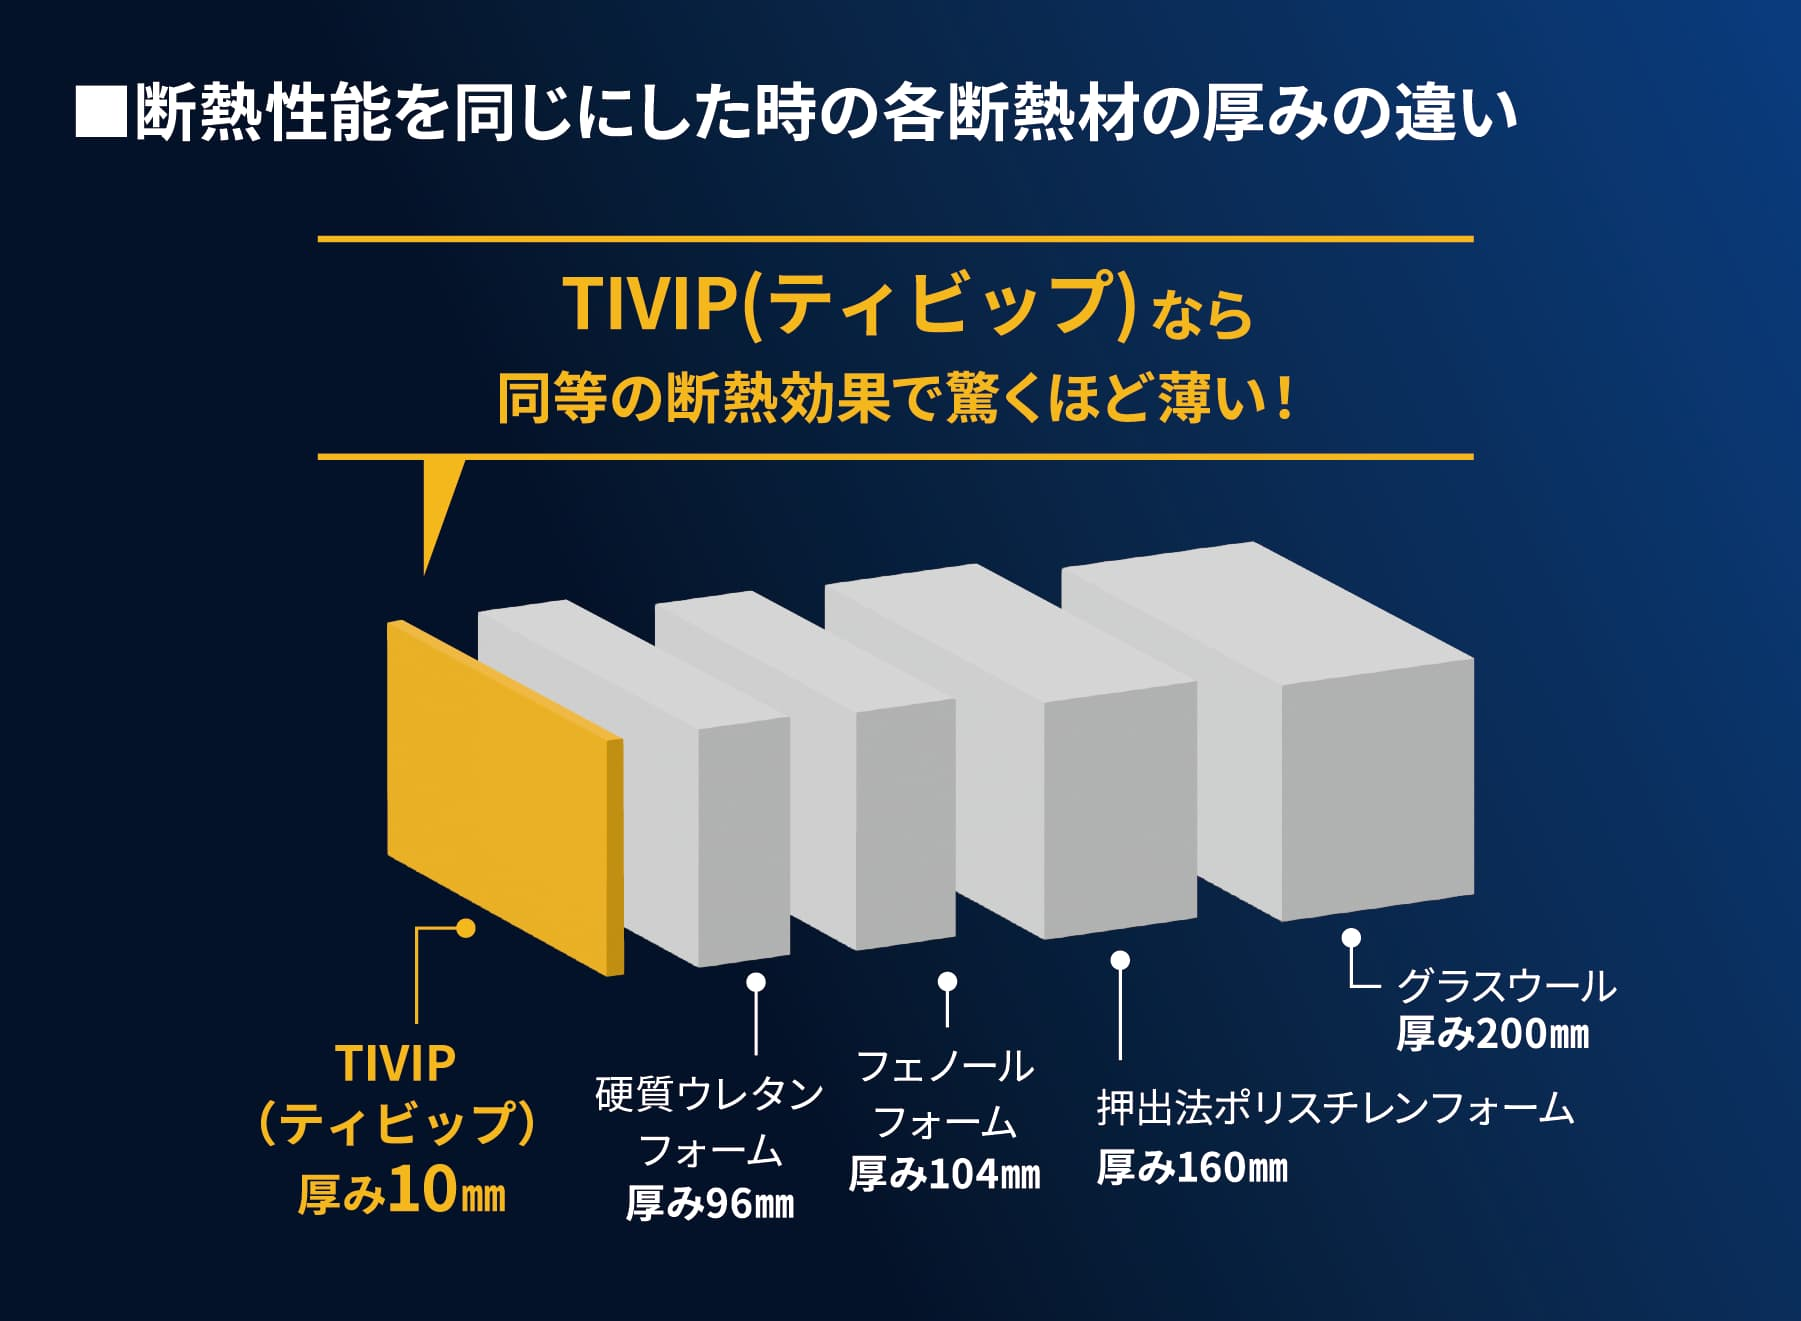 ■断熱性能を同じにした時の各断熱材の厚みの違い
TIVIP(ティビップ)なら
同等の断熱効果で驚くほど薄い！
TIVIP
（ティビップ）
厚み10㎜
硬質ウレタン
フォーム
厚み96㎜
フェノール
フォーム
厚み104㎜
押出法ポリスチレンフォーム
厚み160㎜
グラスウール
厚み200㎜